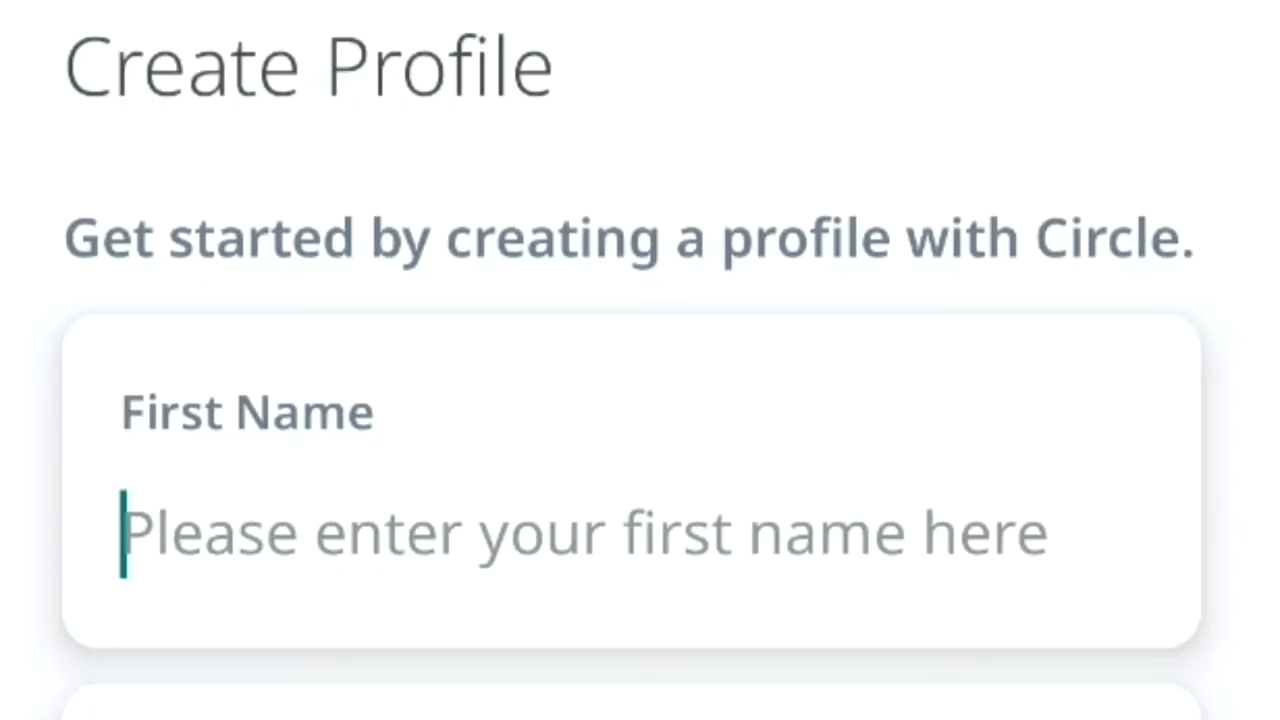 Create Profile
Get started by creating a profile with Circle.
First Name
Please enter your first name here